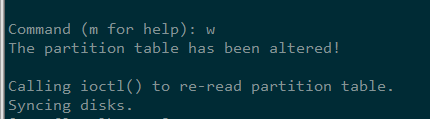 Command (m for help): w
The partition table has been altered!
Calling ioctl() to re-read partition table.
Syncing disks.